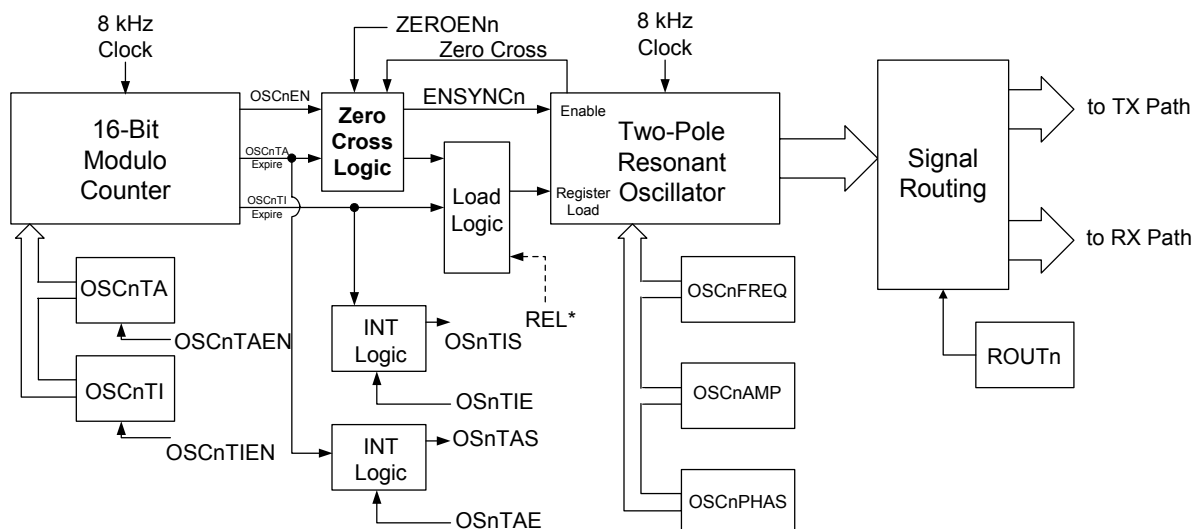 8 kHz
Clock
ZEROENn
Zero Cross
8 kHz
Clock
16-Bit
Modulo
Counter
OSCnEN
OSCnTA
Expire
OSCnTI
Expire
Zero
Cross
Logic
ENSYNCn
Load
Logic
Enable
Two-Pole
Resonant
Oscillator
Register
Load
Signal
Routing
to TX Path
to RX Path
OSCnTA
OSCnTAEN
OSCnTI
OSCnTIEN
INT
Logic
OSnTIS
OSnTIE
REL*
INT
Logic
OSnTAS
OSnTAE
OSCnFREQ
OSCnAMP
OSCnPHAS
ROUTn